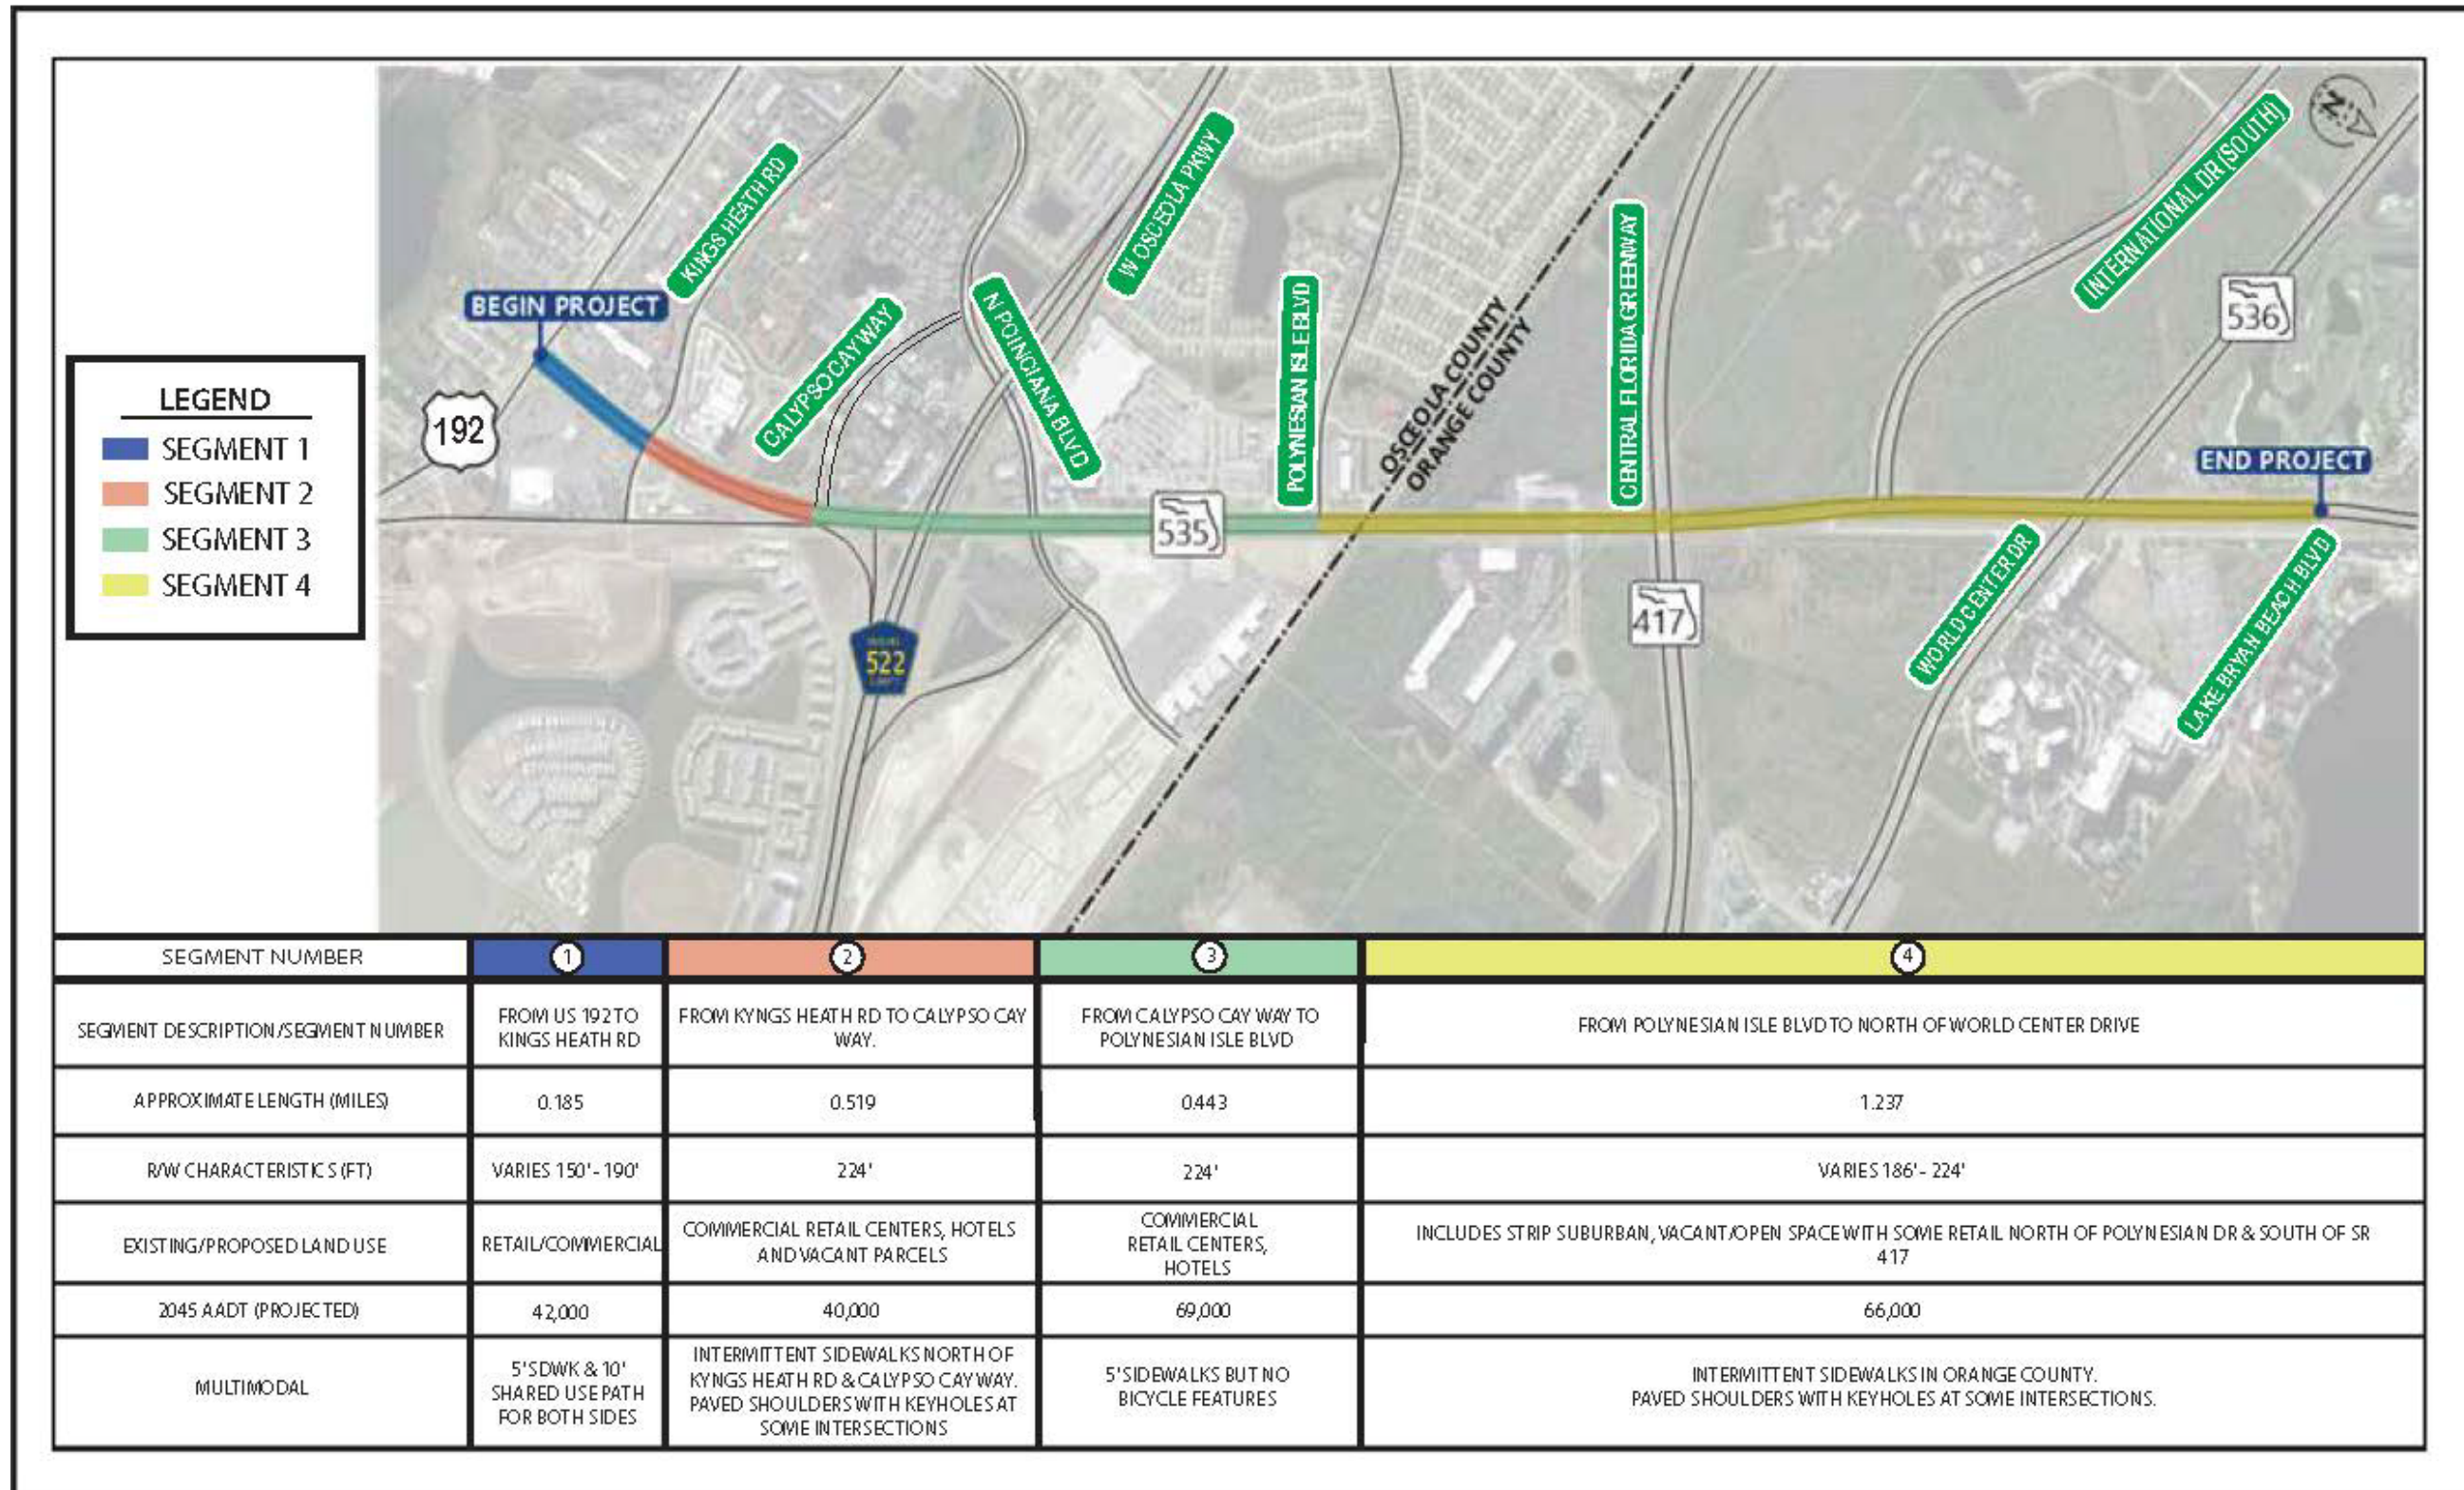 KINGS HEATH RD
W OSCEOLA PKWY
INTERNATIONAL DR (SOUTH)
N
BEGIN PROJECT
CALYPSO CAY WAY
N POINCIANA BLVD
POLYNESIAN ISLE BLVD
OSCEOLA COUNTY
ORANGE COUNTY
CENTRAL FLORIDA GREENWAY
536
192
END PROJECT
535
417
522
WORLD CENTER DR
LAKE BRYAN BEACH BLVD
LEGEND
SEGMENT 1
SEGMENT 2
SEGMENT 3
SEGMENT 4
SEGMENT NUMBER
1
2
3
4
SEGMENT DESCRIPTION/SEGMENT NUMBER
FROM US 192 TO
KINGS HEATH RD
FROM KYNGS HEATH RD TO CALYPSO CAY
WAY.
FROM CALYPSO CAY WAY TO
POLYNESIAN ISLE BLVD
FROM POLYNESIAN ISLE BLVD TO NORTH OF WORLD CENTER DRIVE
APPROXIMATE LENGTH (MILES)
0.185
0.519
0.443
1.237
R/W CHARACTERISTICS (FT)
VARIES 150' - 190'
224'
224'
VARIES 186' - 224'
EXISTING/PROPOSED LAND USE
RETAIL/COMMERCIAL
COMMERCIAL RETAIL CENTERS, HOTELS
AND VACANT PARCELS
COMMERCIAL
RETAIL CENTERS,
HOTELS
INCLUDES STRIP SUBURBAN, VACANT/OPEN SPACE WITH SOME RETAIL NORTH OF POLYNESIAN DR & SOUTH OF SR
417
2045 AADT (PROJECTED)
42,000
40,000
69,000
66,000
MULTIMODAL
5' SDWK & 10'
SHARED USE PATH
FOR BOTH SIDES
INTERMITTENT SIDEWALKS NORTH OF
KYNGS HEATH RD & CALYPSO CAY WAY.
PAVED SHOULDERS WITH KEYHOLES AT
SOME INTERSECTIONS
5' SIDEWALKS BUT NO
BICYCLE FEATURES
INTERMITTENT SIDEWALKS IN ORANGE COUNTY.
PAVED SHOULDERS WITH KEYHOLES AT SOME INTERSECTIONS.